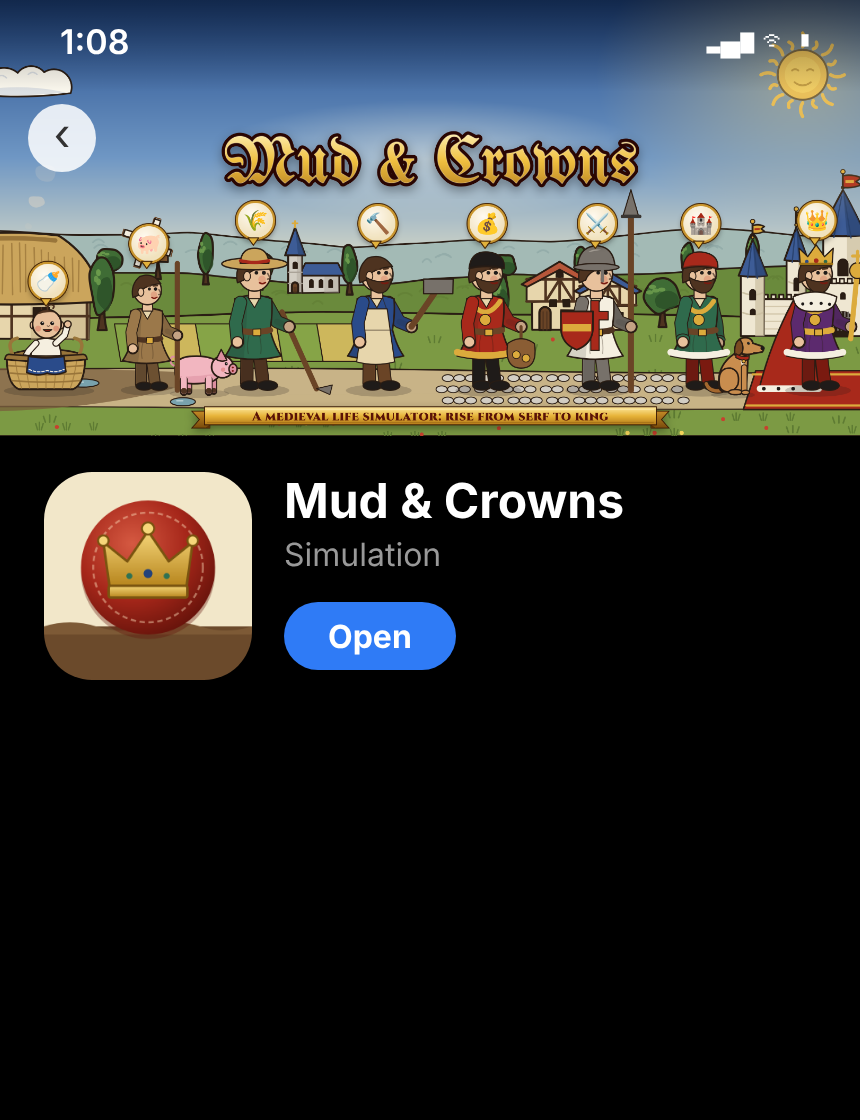 1:08
Mud & Crowns
A MEDIEVAL LIFE SIMULATOR: RISE FROM SERF TO KING
Mud & Crowns
Simulation
Open